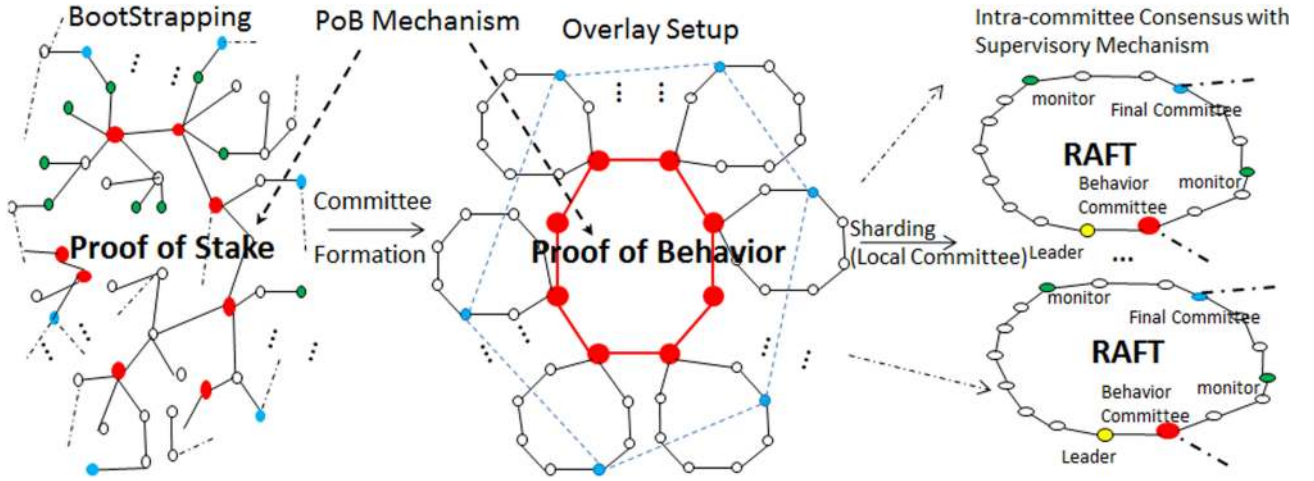 BootStrapping
PoB Mechanism
Overlay Setup
Intra-committee Consensus with
Supervisory Mechanism
Proof of Stake
Committee
Formation
Proof of Behavior
Sharding
(Local Committee)
monitor
Final Committee
RAFT
Behavior
Committee
monitor
Leader
...
monitor
Final Committee
RAFT
Behavior
Committee
monitor
Leader